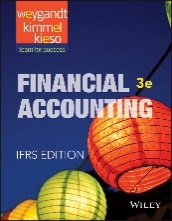 weygandt
kimmel
kieso
team for success
FINANCIAL 3e
ACCOUNTING
IFRS EDITION
WILEY